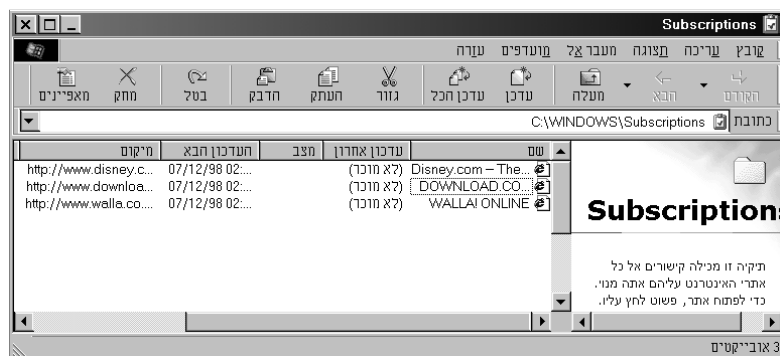 Subscriptions
קובץ עריכה תצוגה מעבר אל מועדפים עזרה
הקודם הבא מעלה עדכן עדכן הכל גזור העתק הדבק בטל מחק מאפיינים
כתובת C:\WINDOWS\Subscriptions
שם עדכון אחרון מצב העדכון הבא מיקום
Disney.com – The... (לא מוכר) 07/12/98 02:... http://www.disney.c...
DOWNLOAD.CO... (לא מוכר) 07/12/98 02:... http://www.downloa...
WALLA! ONLINE (לא מוכר) 07/12/98 02:... http://www.walla.co....
Subscription
תיקיה זו מכילה קישורים אל כל
אתרי האינטרנט עליהם אתה מנוי.
כדי לפתוח אתר, פשוט לחץ עליו.
3 אובייקטים